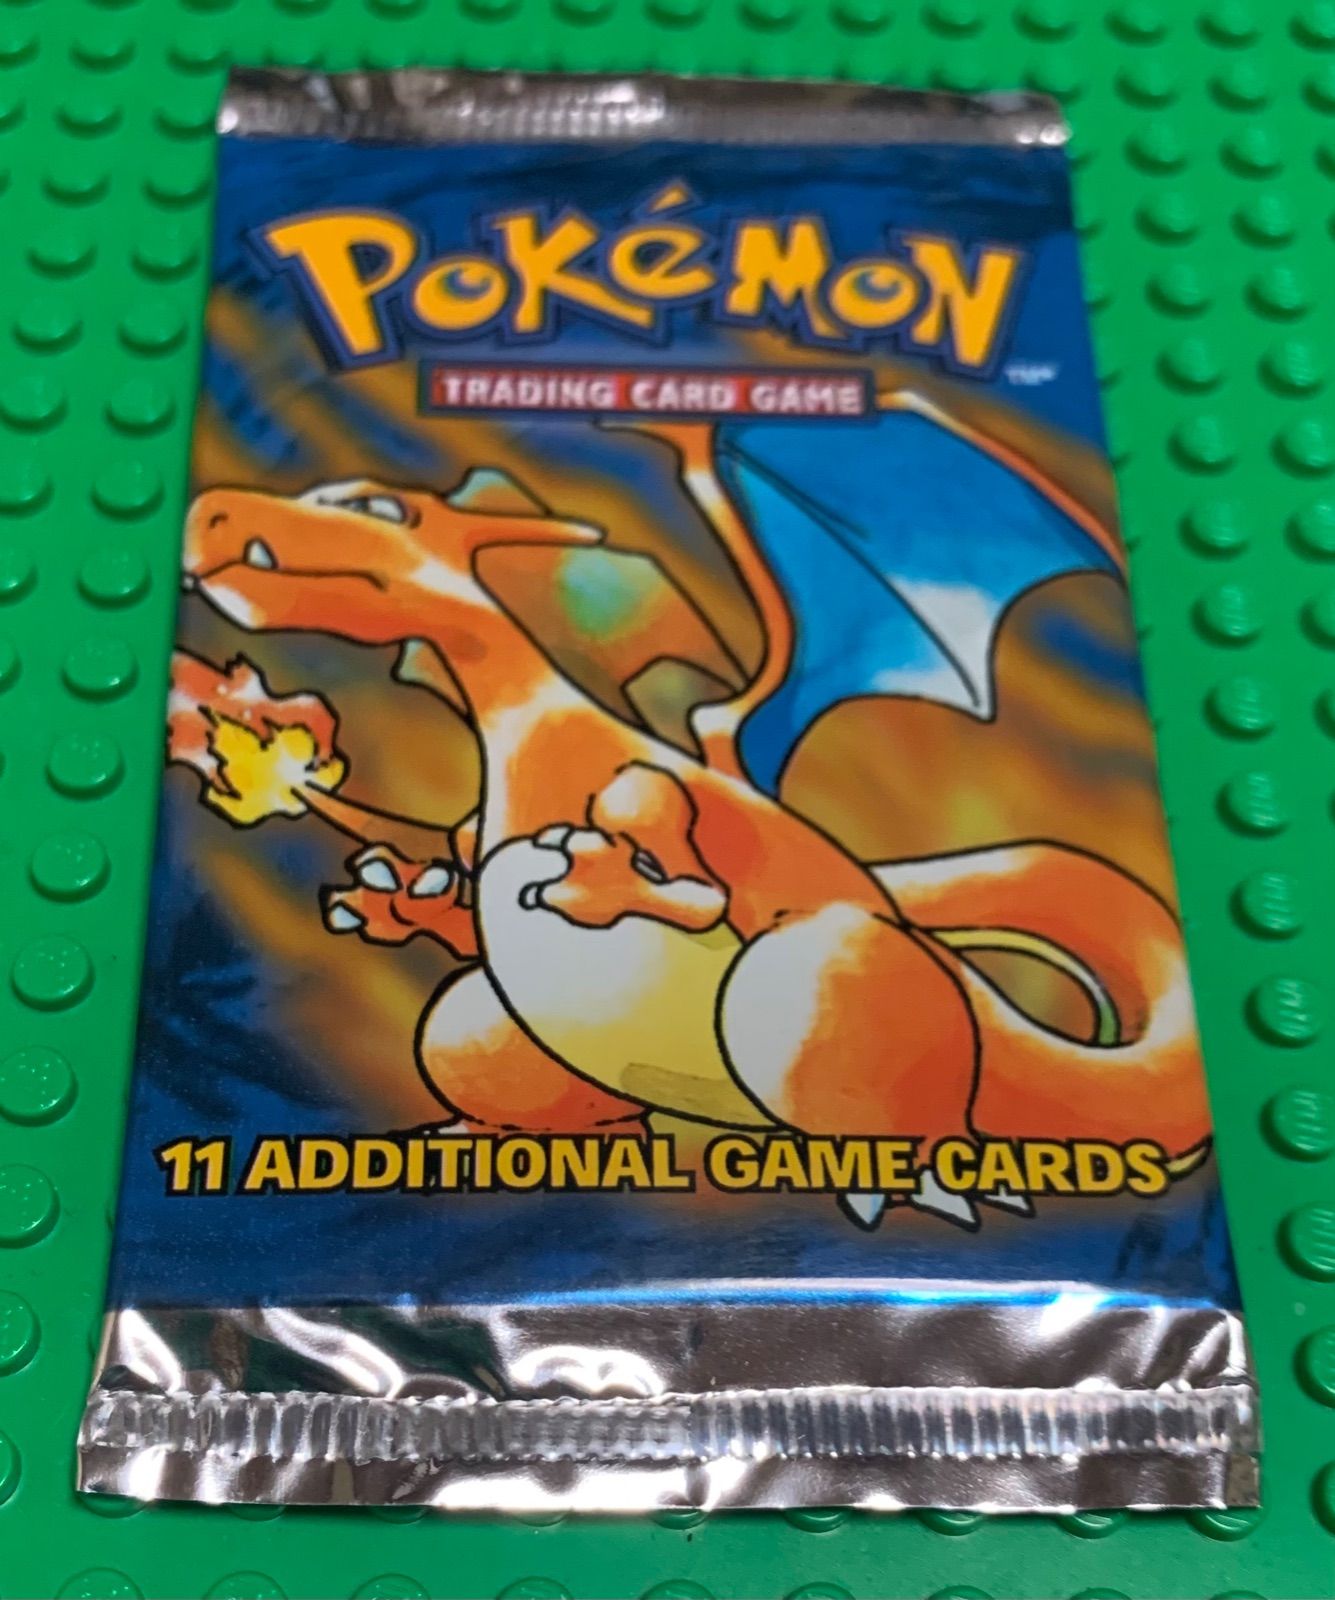 POKéMON
TM
TRADING CARD GAME
11 ADDITIONAL GAME CARDS